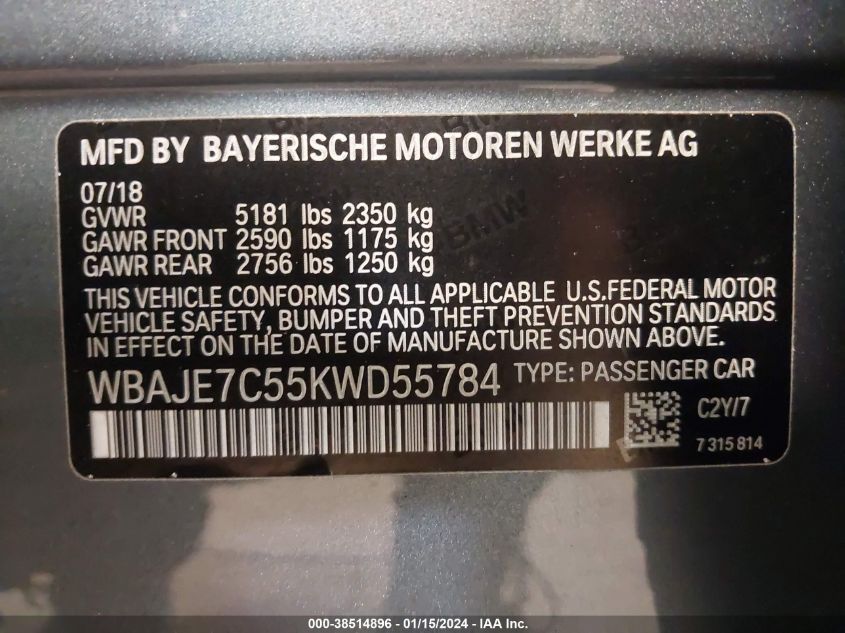 MFD BY BAYERISCHE MOTOREN WERKE AG
07/18
GVWR 5181 lbs 2350 kg
GAWR FRONT 2590 lbs 1175 kg
GAWR REAR 2756 lbs 1250 kg
THIS VEHICLE CONFORMS TO ALL APPLICABLE U.S.FEDERAL MOTOR
VEHICLE SAFETY, BUMPER AND THEFT PREVENTION STANDARDS
IN EFFECT ON THE DATE OF MANUFACTURE SHOWN ABOVE.
WBAJE7C55KWD55784 TYPE: PASSENGER CAR
C2Y/7
7 315 814
BMW
000-38514896 - 01/15/2024 - IAA Inc.